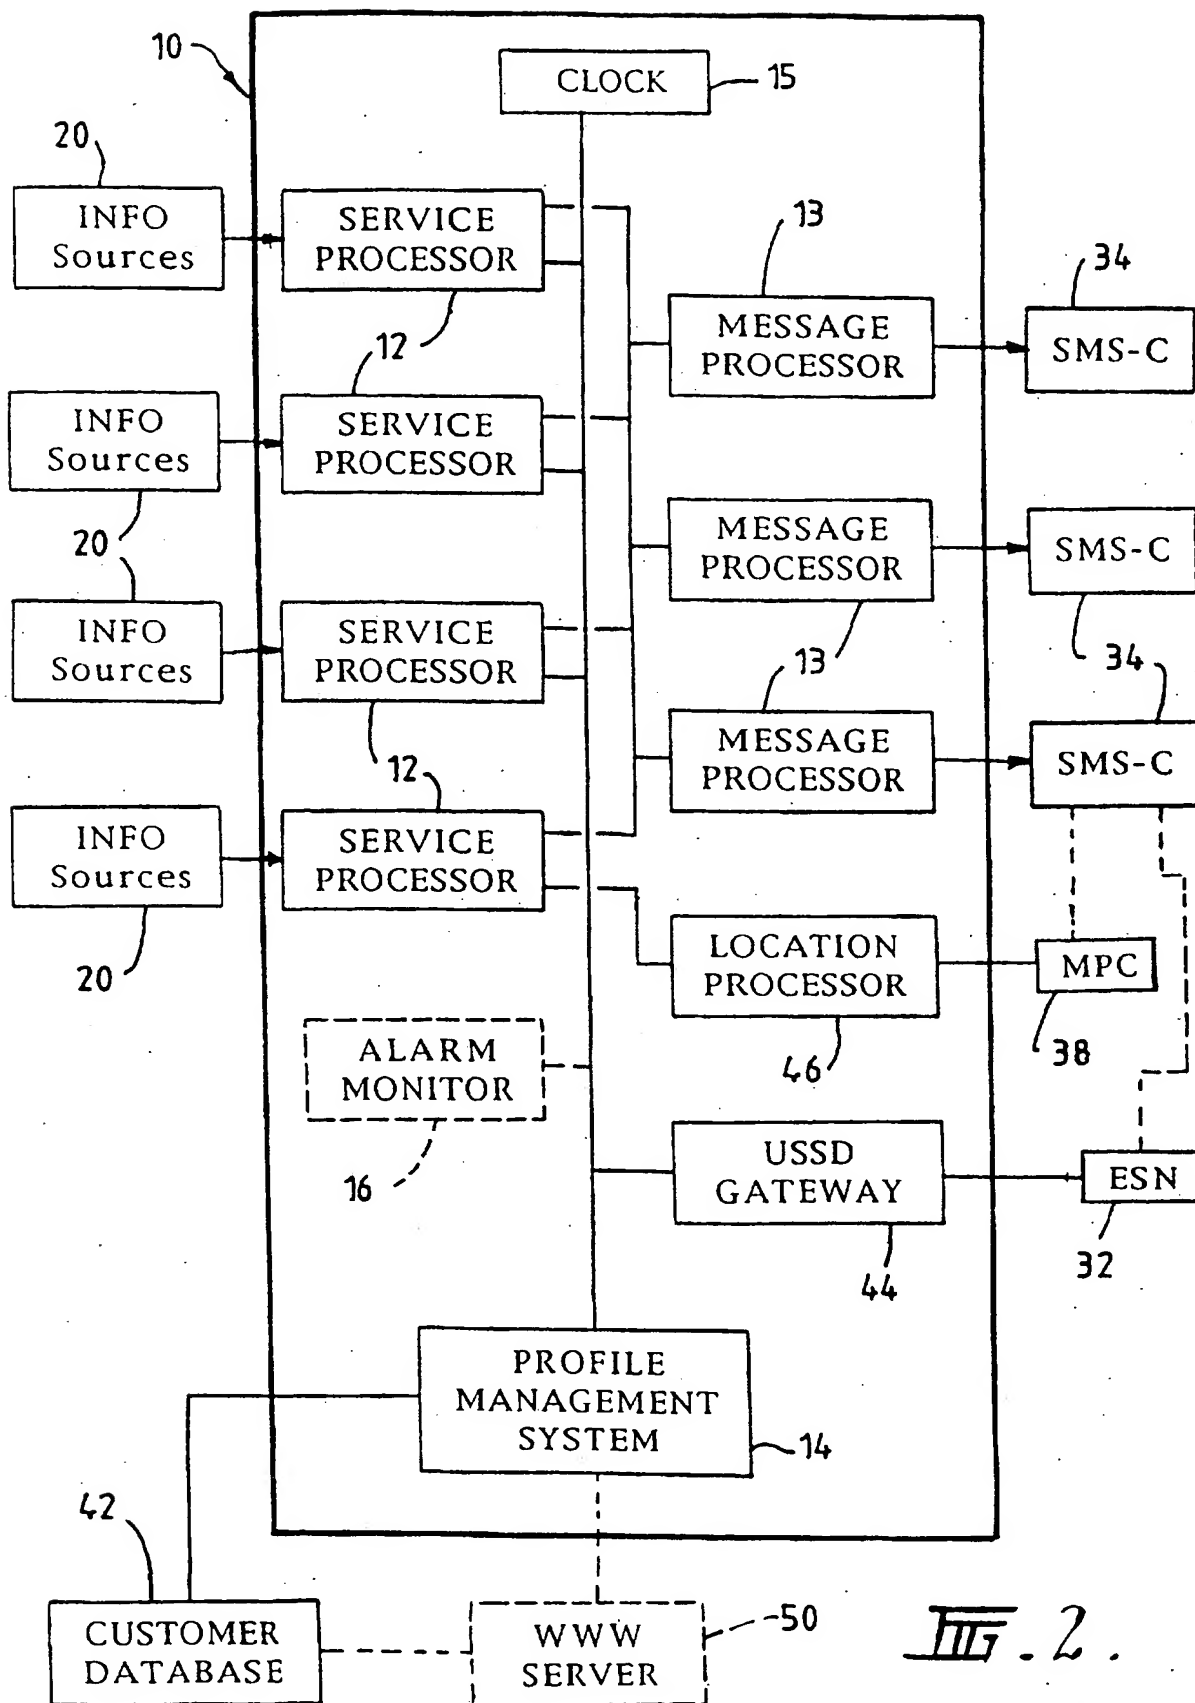 10
CLOCK
15
20
INFO
Sources
SERVICE
PROCESSOR
13
34
12
MESSAGE
PROCESSOR
SMS-C
INFO
Sources
SERVICE
PROCESSOR
20
MESSAGE
PROCESSOR
SMS-C
INFO
Sources
SERVICE
PROCESSOR
13
34
12
MESSAGE
PROCESSOR
SMS-C
INFO
Sources
SERVICE
PROCESSOR
20
LOCATION
PROCESSOR
MPC
46
38
ALARM
MONITOR
16
USSD
GATEWAY
ESN
44
32
PROFILE
MANAGEMENT
SYSTEM
14
42
CUSTOMER
DATABASE
WWW
SERVER
50
FIG. 2.